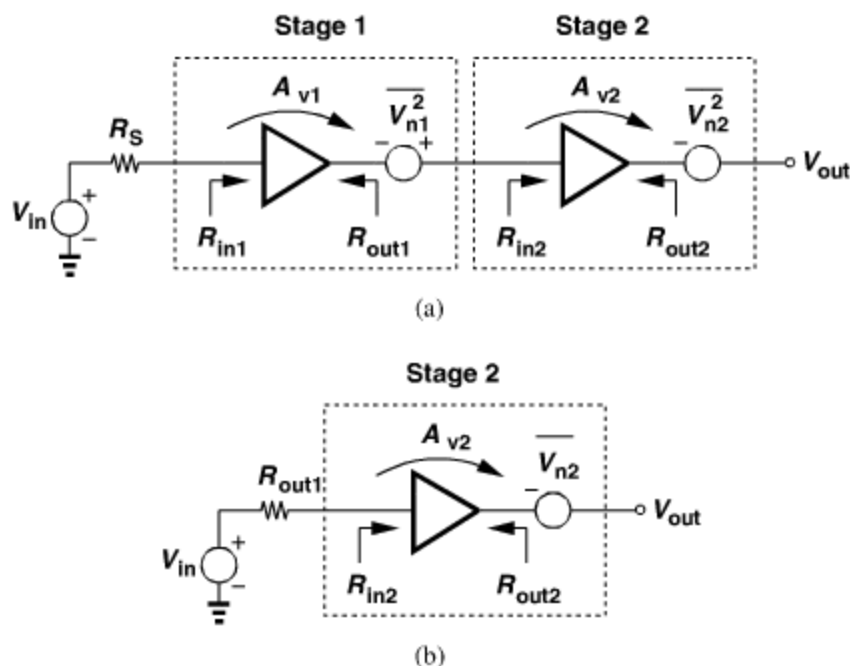 Stage 1
Stage 2
A v1
V n1 2
A v2
V n2 2
R S
− +
−
V in
+
−
R in1
R out1
R in2
R out2
V out
(a)
Stage 2
A v2
V n2
R out1
−
V out
V in
+
−
R in2
R out2
(b)